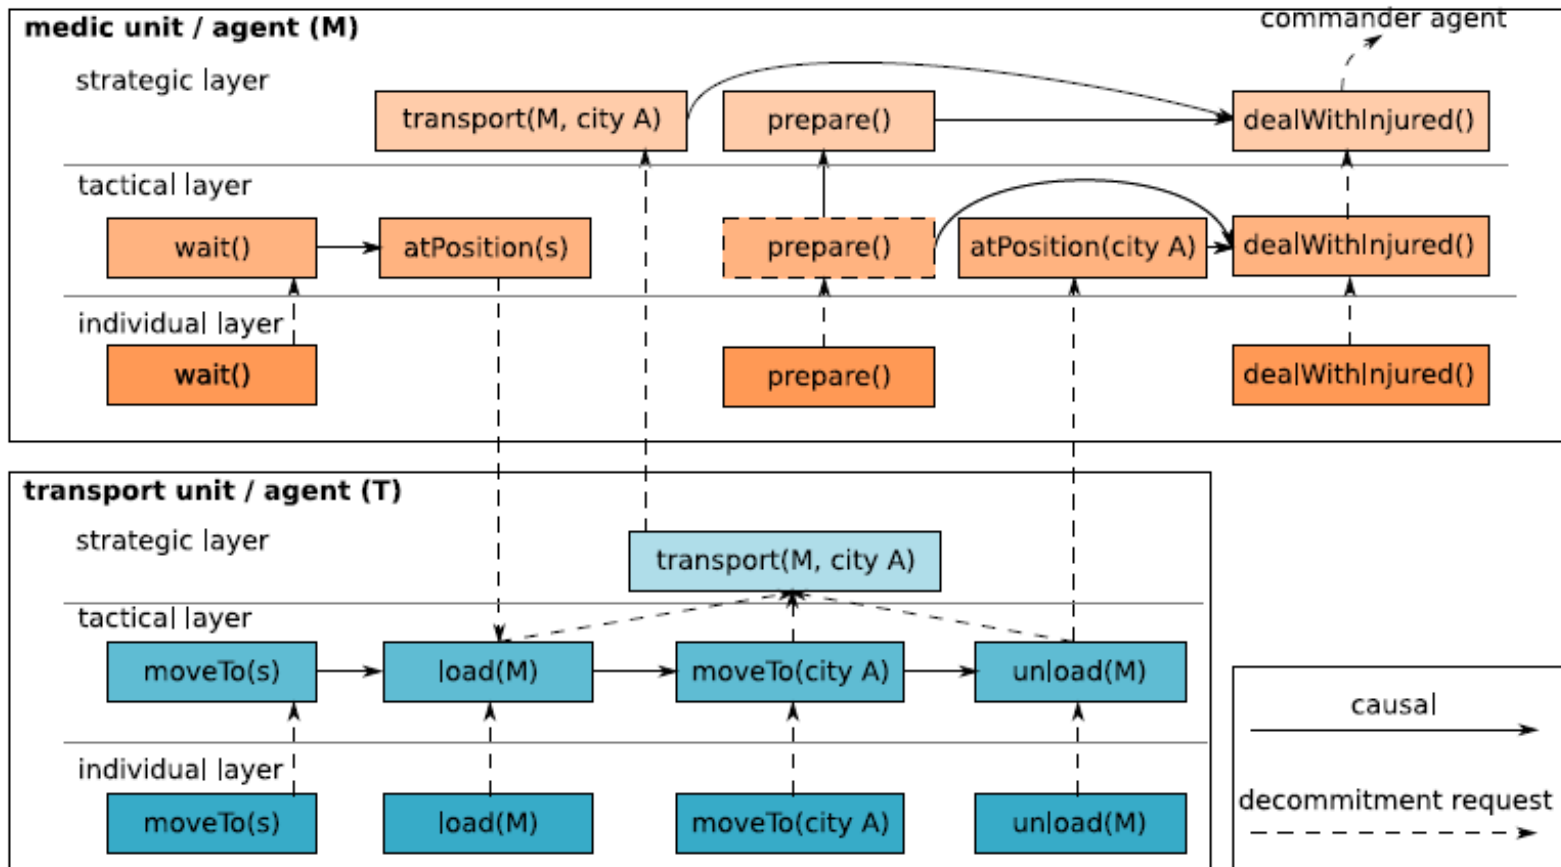 commander agent
medic unit / agent (M)
strategic layer
transport(M, city A)
prepare()
dealWithInjured()
tactical layer
wait()
atPosition(s)
prepare()
atPosition(city A)
dealWithInjured()
individual layer
wait()
prepare()
dealWithInjured()
transport unit / agent (T)
strategic layer
transport(M, city A)
tactical layer
moveTo(s)
load(M)
moveTo(city A)
unload(M)
individual layer
moveTo(s)
load(M)
moveTo(city A)
unload(M)
causal
decommitment request